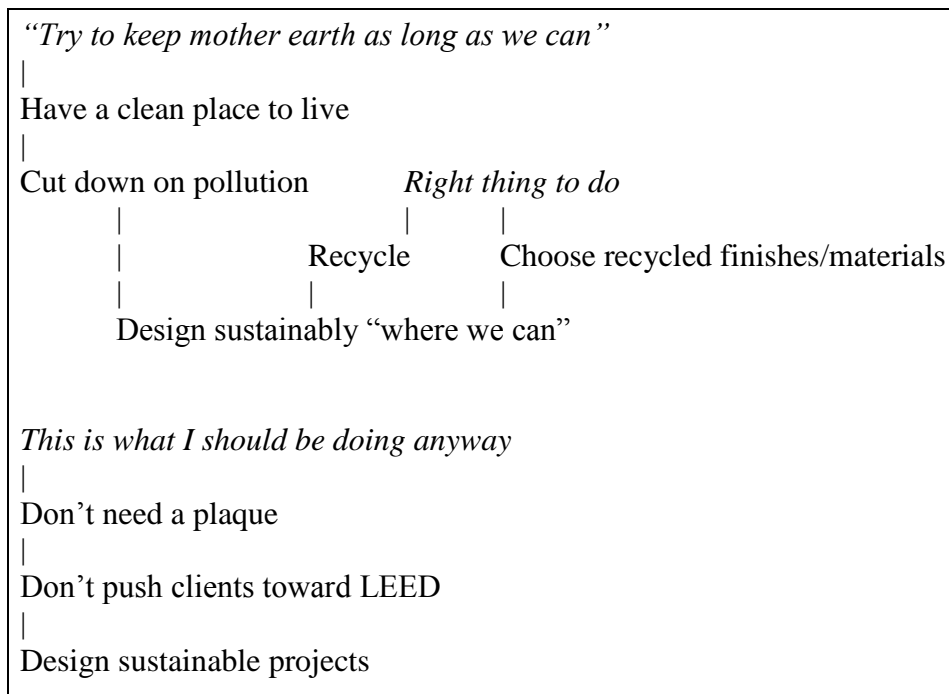 “Try to keep mother earth as long as we can”
|
Have a clean place to live
|
Cut down on pollution Right thing to do
| | |
| Recycle Choose recycled finishes/materials
| | |
Design sustainably “where we can”
This is what I should be doing anyway
|
Don’t need a plaque
|
Don’t push clients toward LEED
|
Design sustainable projects